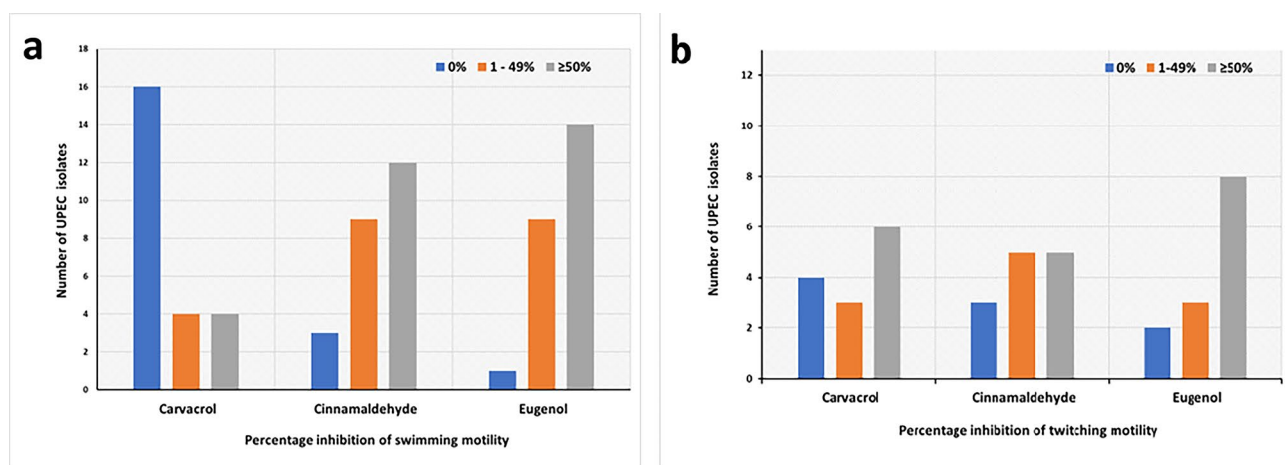 a
18
16
14
12
10
8
6
4
2
0
Number of UPEC isolates
0% 1 - 49% ≥50%
Carvacrol Cinnamaldehyde Eugenol
Percentage inhibition of swimming motility
b
12
10
8
6
4
2
0
Number of UPEC isolates
0% 1-49% ≥50%
Carvacrol Cinnamaldehyde Eugenol
Percentage inhibition of twitching motility